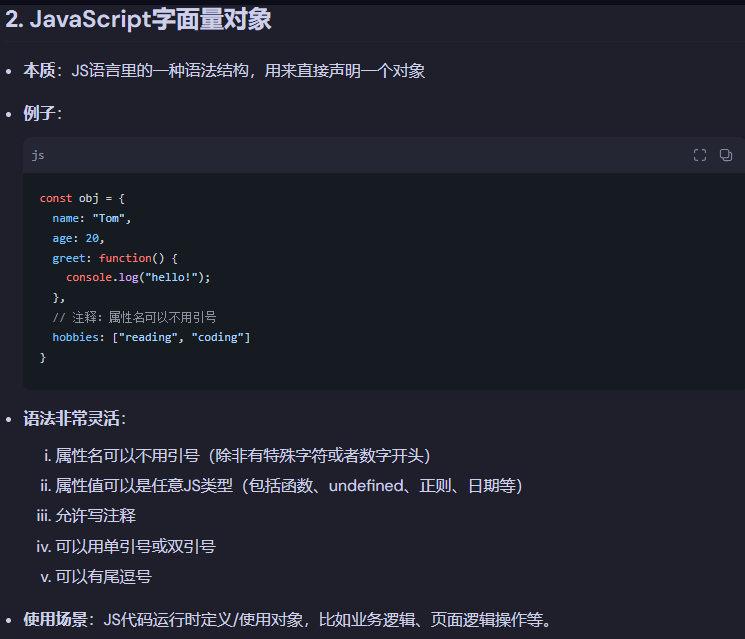 2. JavaScript字面量对象
• 本质：JS语言里的一种语法结构，用来直接声明一个对象
• 例子：
js
const obj = {
  name: "Tom",
  age: 20,
  greet: function() {
    console.log("hello!");
  },
  // 注释：属性名可以不用引号
  hobbies: ["reading", "coding"]
}
• 语法非常灵活：
i. 属性名可以不用引号（除非有特殊字符或者数字开头）
ii. 属性值可以是任意JS类型（包括函数、undefined、正则、日期等）
iii. 允许写注释
iv. 可以用单引号或双引号
v. 可以有尾逗号
• 使用场景：JS代码运行时定义/使用对象，比如业务逻辑、页面逻辑操作等。